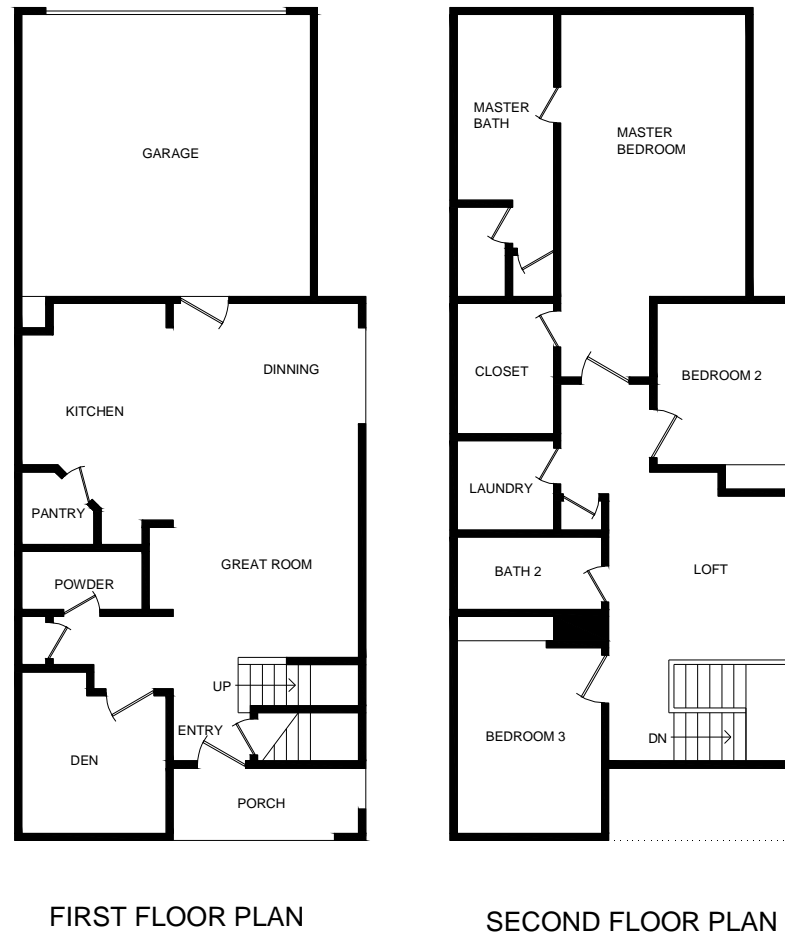 GARAGE
DINNING
KITCHEN
PANTRY
GREAT ROOM
POWDER
UP
ENTRY
DEN
PORCH
FIRST FLOOR PLAN
MASTER
BATH
MASTER
BEDROOM
CLOSET
BEDROOM 2
LAUNDRY
BATH 2
LOFT
BEDROOM 3
DN
SECOND FLOOR PLAN